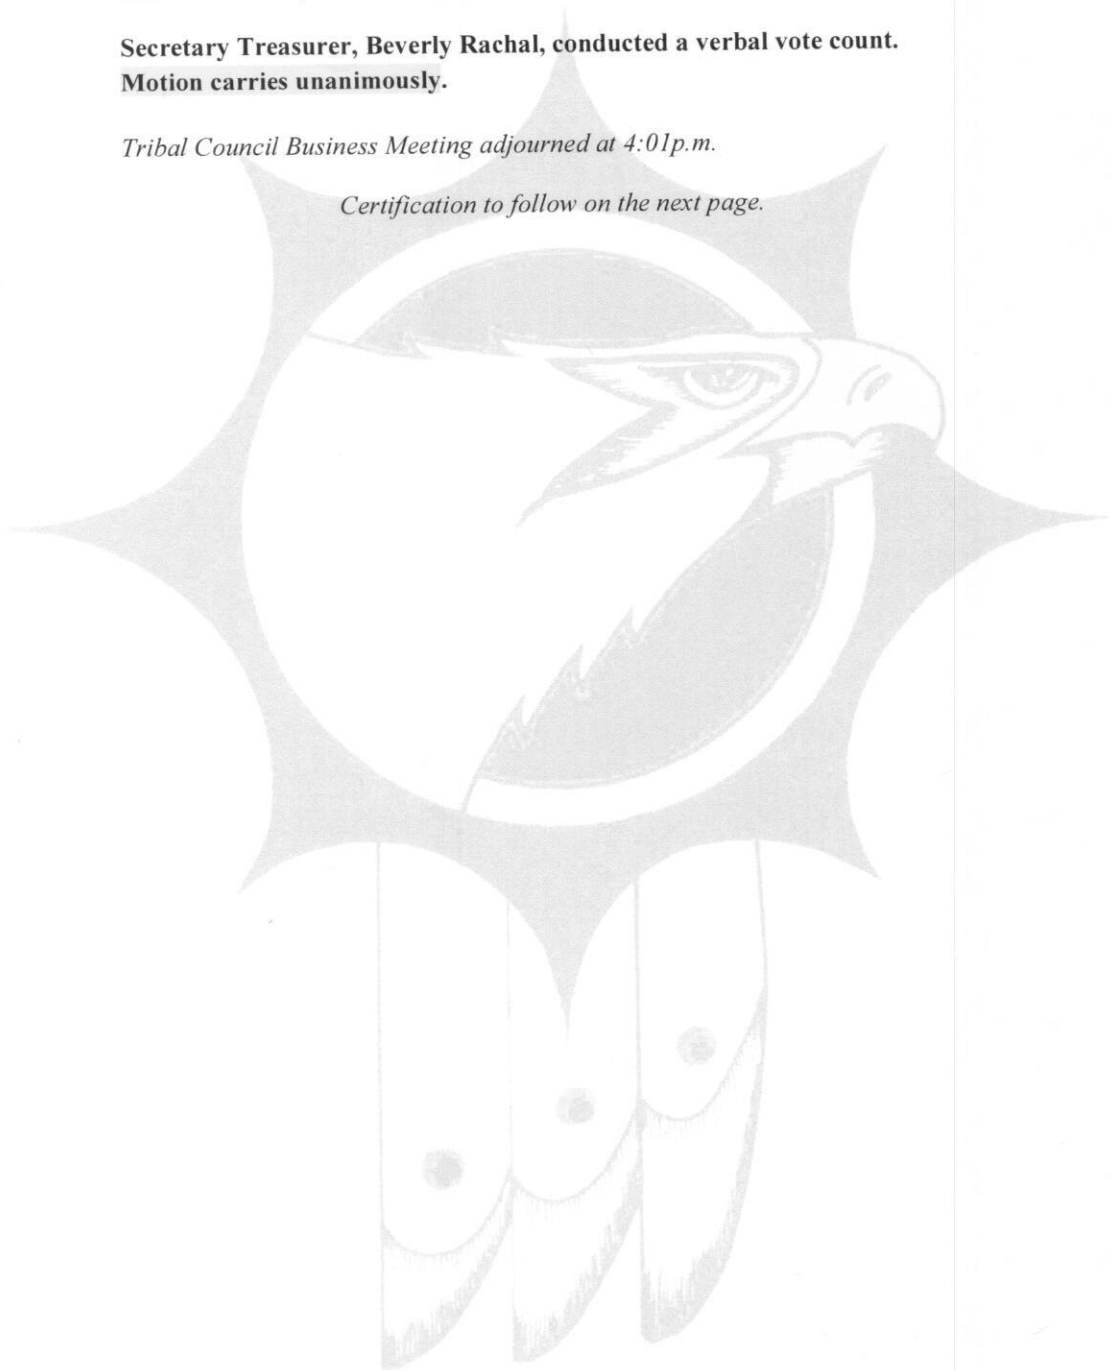 Secretary Treasurer, Beverly Rachal, conducted a verbal vote count.
Motion carries unanimously.
Tribal Council Business Meeting adjourned at 4:01p.m.
Certification to follow on the next page.